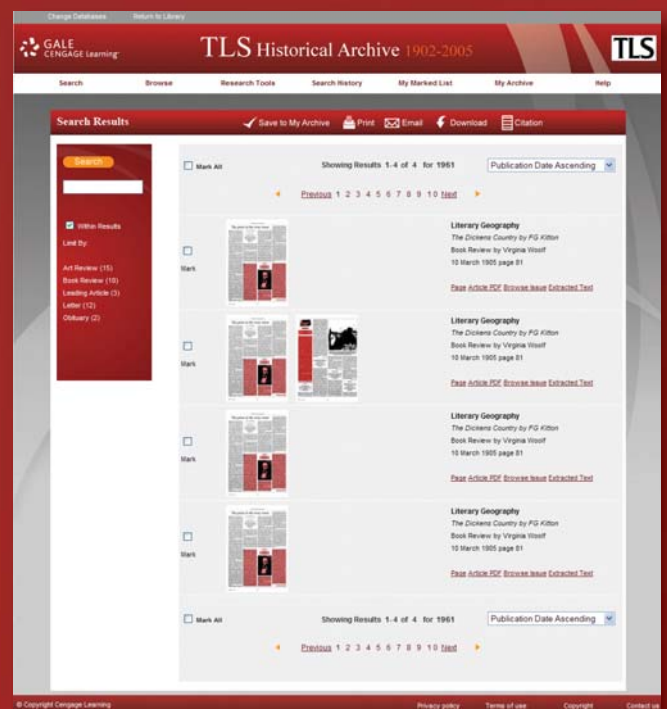 Change Databases Return to Library
GALE
CENGAGE Learning
TLS Historical Archive 1902-2005
TLS
Search Browse Research Tools Search History My Marked List My Archive Help
Search Results
Save to My Archive Print Email Download Citation
Search
Within Results
Limit By:
Art Review (15)
Book Review (18)
Leading Article (3)
Letter (12)
Obituary (2)
Mark All Showing Results 1-4 of 4 for 1961 Publication Date Ascending
Previous 1 2 3 4 5 6 7 8 9 10 Next
Mark
Literary Geography
The Dickens Country by FG Kitton
Book Review by Virginia Woolf
10 March 1905 page 81
Page Article PDF Browse Issue Extracted Text
Mark
Literary Geography
The Dickens Country by FG Kitton
Book Review by Virginia Woolf
10 March 1905 page 81
Page Article PDF Browse Issue Extracted Text
Mark
Literary Geography
The Dickens Country by FG Kitton
Book Review by Virginia Woolf
10 March 1905 page 81
Page Article PDF Browse Issue Extracted Text
Mark
Literary Geography
The Dickens Country by FG Kitton
Book Review by Virginia Woolf
10 March 1905 page 81
Page Article PDF Browse Issue Extracted Text
Mark All Showing Results 1-4 of 4 for 1961 Publication Date Ascending
Previous 1 2 3 4 5 6 7 8 9 10 Next
© Copyright Cengage Learning Privacy policy Terms of use Copyright Contact us